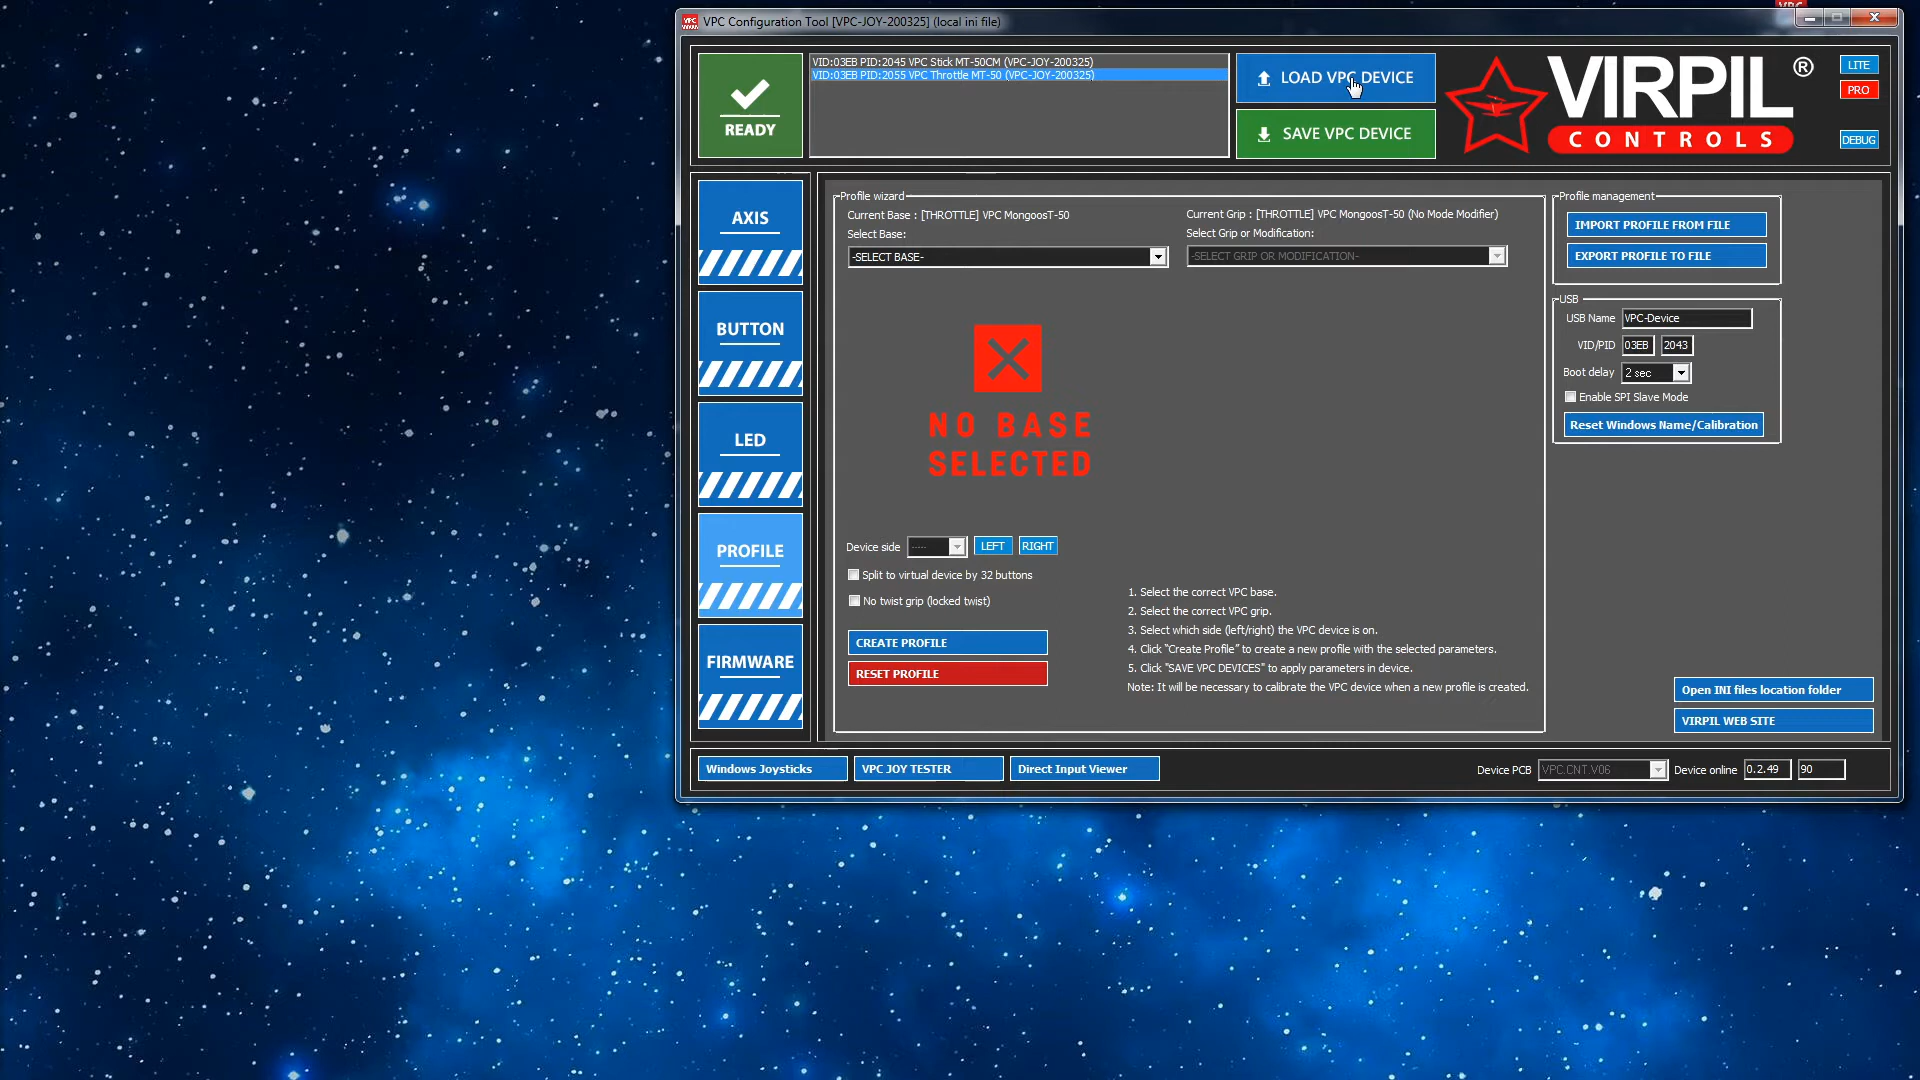 VPC Configuration Tool [VPC-JOY-200325] (local ini file)
READY
VID:03EB PID:2045 VPC Stick MT-50CM (VPC-JOY-200325)
VID:03EB PID:2055 VPC Throttle MT-50 (VPC-JOY-200325)
LOAD VPC DEVICE
SAVE VPC DEVICE
VIRPIL ®
CONTROLS
LITE
PRO
DEBUG
AXIS
BUTTON
LED
PROFILE
FIRMWARE
Profile wizard
Current Base : [THROTTLE] VPC MongoosT-50
Select Base:
-SELECT BASE-
Current Grip : [THROTTLE] VPC MongoosT-50 (No Mode Modifier)
Select Grip or Modification:
-SELECT GRIP OR MODIFICATION-
NO BASE
SELECTED
Device side
-----
LEFT
RIGHT
Split to virtual device by 32 buttons
No twist grip (locked twist)
CREATE PROFILE
RESET PROFILE
1. Select the correct VPC base.
2. Select the correct VPC grip.
3. Select which side (left/right) the VPC device is on.
4. Click "Create Profile" to create a new profile with the selected parameters.
5. Click "SAVE VPC DEVICES" to apply parameters in device.
Note: It will be necessary to calibrate the VPC device when a new profile is created.
Profile management
IMPORT PROFILE FROM FILE
EXPORT PROFILE TO FILE
USB
USB Name VPC-Device
VID/PID 03EB 2043
Boot delay 2 sec
Enable SPI Slave Mode
Reset Windows Name/Calibration
Open INI files location folder
VIRPIL WEB SITE
Windows Joysticks
VPC JOY TESTER
Direct Input Viewer
Device PCB VPC.CNT.V06 Device online 0.2.49 90